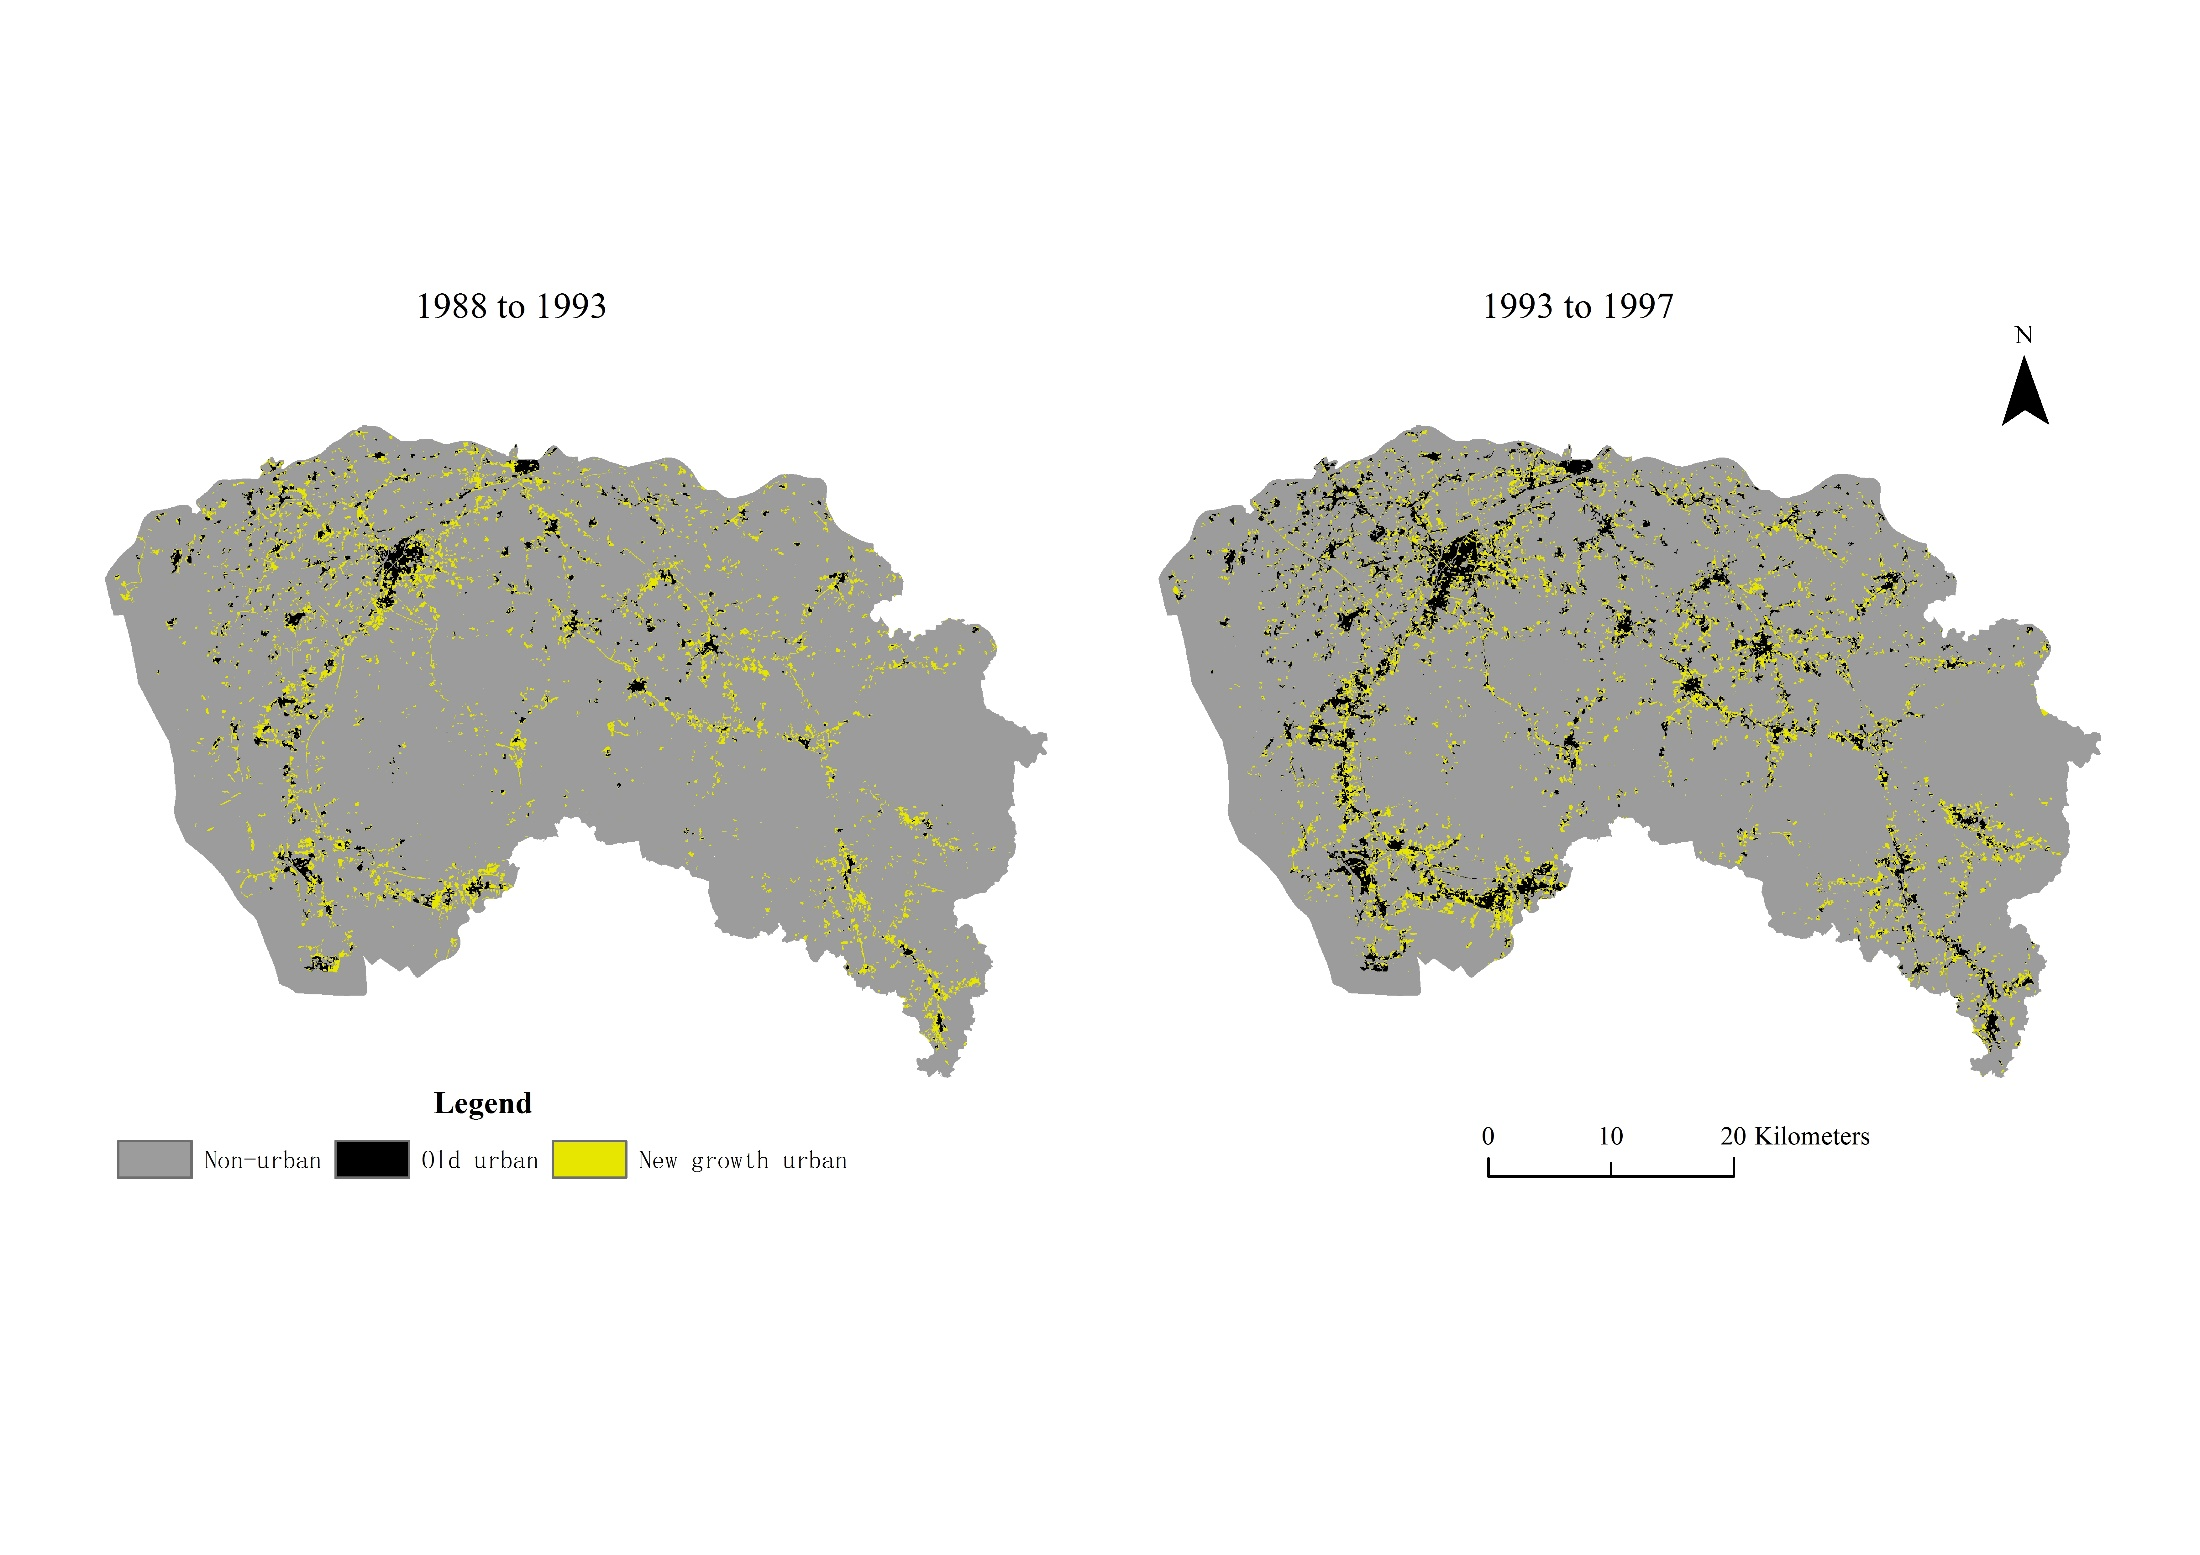 1988 to 1993
1993 to 1997
N
Legend
Non-urban
Old urban
New growth urban
0
10
20 Kilometers